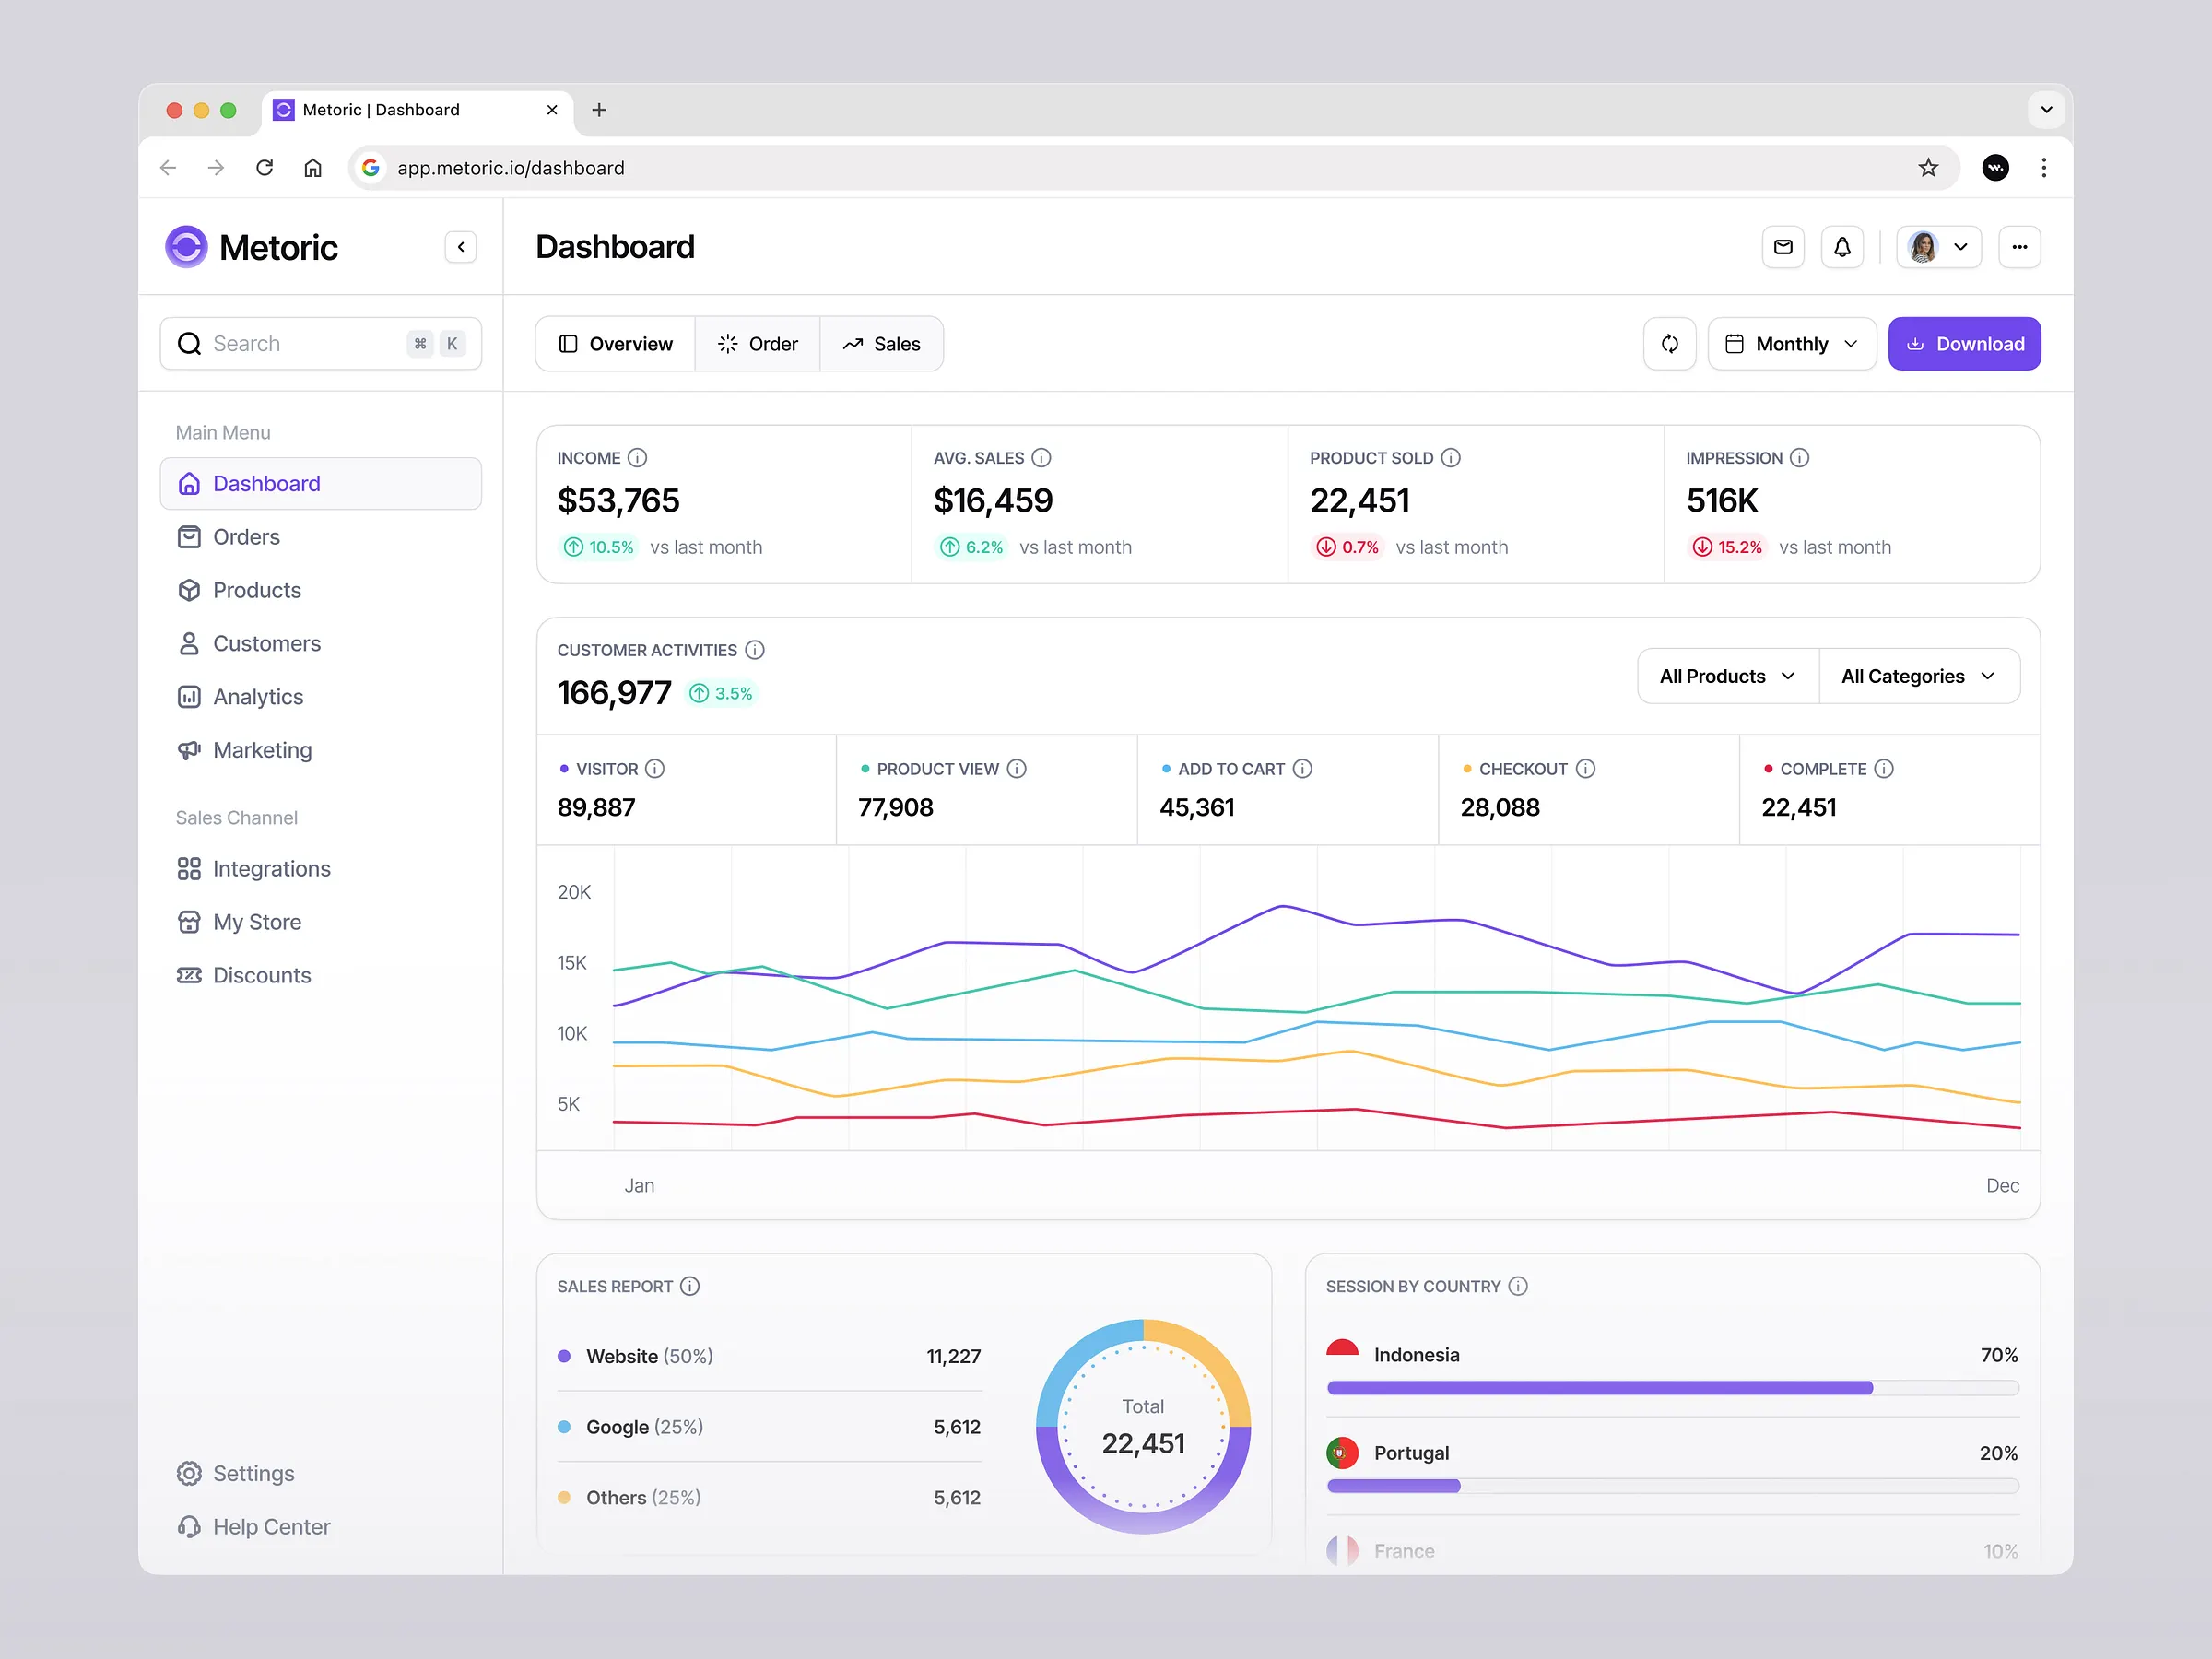 Metoric | Dashboard
app.metoric.io/dashboard
Metoric
Dashboard
Search ⌘ K
Overview Order Sales
Monthly Download
Main Menu
Dashboard
Orders
Products
Customers
Analytics
Marketing
Sales Channel
Integrations
My Store
Discounts
Settings
Help Center
INCOME
$53,765
10.5% vs last month
AVG. SALES
$16,459
6.2% vs last month
PRODUCT SOLD
22,451
0.7% vs last month
IMPRESSION
516K
15.2% vs last month
CUSTOMER ACTIVITIES
166,977 3.5%
All Products All Categories
VISITOR
89,887
PRODUCT VIEW
77,908
ADD TO CART
45,361
CHECKOUT
28,088
COMPLETE
22,451
20K
15K
10K
5K
Jan Dec
SALES REPORT
Website (50%) 11,227
Google (25%) 5,612
Others (25%) 5,612
Total
22,451
SESSION BY COUNTRY
Indonesia 70%
Portugal 20%
France 10%